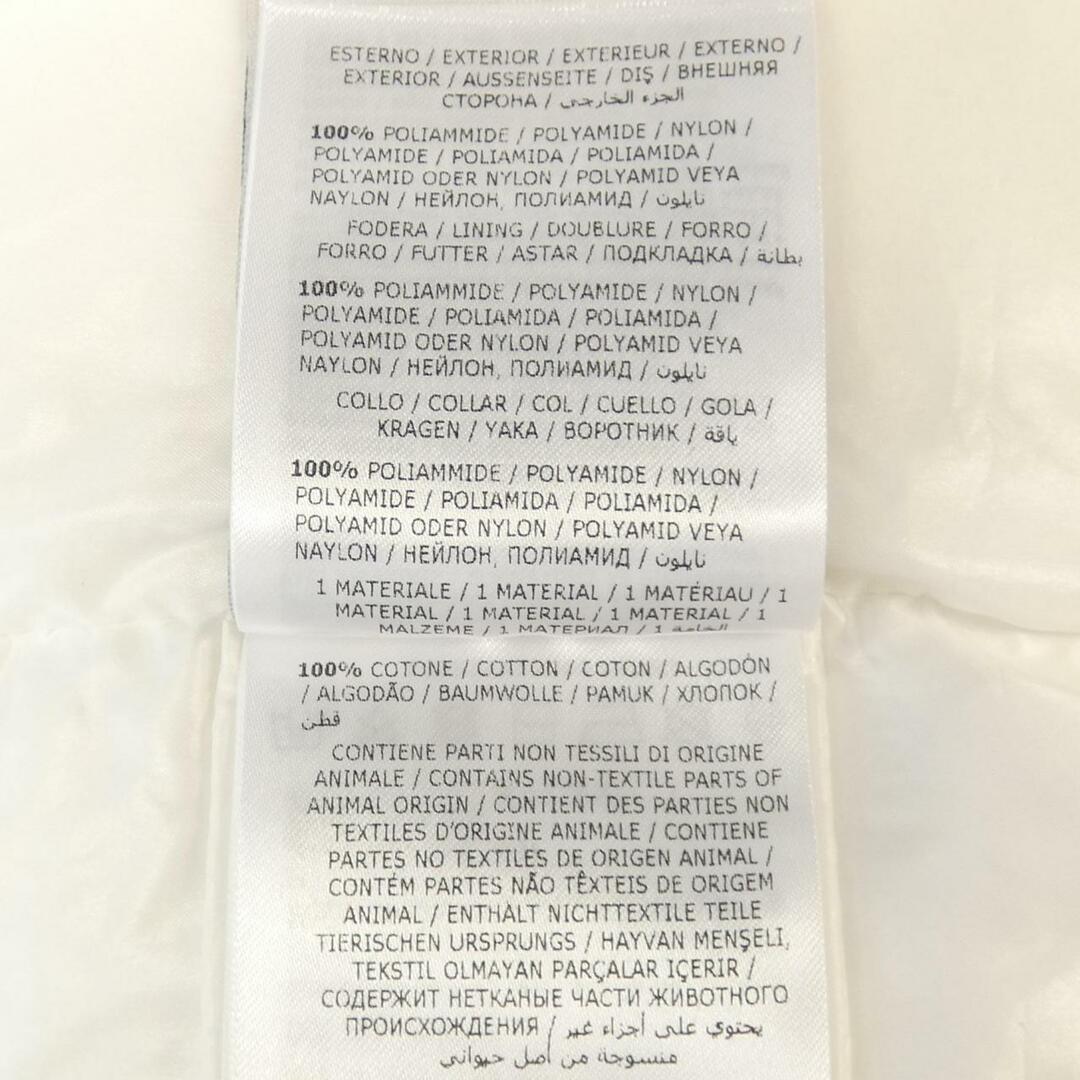 ESTERNO / EXTERIOR / EXTERIEUR / EXTERNO /
EXTERIOR / AUSSENSEITE / DIŞ / ВНЕШНЯЯ
СТОРОНА / الجزء الخارجى
100% POLIAMMIDE / POLYAMIDE / NYLON /
POLYAMIDE / POLIAMIDA / POLIAMIDA /
POLYAMID ODER NYLON / POLYAMID VEYA
NAYLON / НЕЙЛОН, ПОЛИАМИД / نايلون
FODERA / LINING / DOUBLURE / FORRO /
FORRO / FUTTER / ASTAR / ПОДКЛАДКА / بطانة
100% POLIAMMIDE / POLYAMIDE / NYLON /
POLYAMIDE / POLIAMIDA / POLIAMIDA /
POLYAMID ODER NYLON / POLYAMID VEYA
NAYLON / НЕЙЛОН, ПОЛИАМИД / نايلون
COLLO / COLLAR / COL / CUELLO / GOLA /
KRAGEN / YAKA / ВОРОТНИК / ياقة
100% POLIAMMIDE / POLYAMIDE / NYLON /
POLYAMIDE / POLIAMIDA / POLIAMIDA /
POLYAMID ODER NYLON / POLYAMID VEYA
NAYLON / НЕЙЛОН, ПОЛИАМИД / نايلون
1 MATERIALE / 1 MATERIAL / 1 MATÉRIAU / 1
MATERIAL / 1 MATERIAL / 1 MATERIAL / 1
MALZEME / 1 МАТЕРИАЛ / 1
100% COTONE / COTTON / COTON / ALGODÓN
/ ALGODÃO / BAUMWOLLE / PAMUK / ХЛОПОК /
قطن
CONTIENE PARTI NON TESSILI DI ORIGINE
ANIMALE / CONTAINS NON-TEXTILE PARTS OF
ANIMAL ORIGIN / CONTIENT DES PARTIES NON
TEXTILES D'ORIGINE ANIMALE / CONTIENE
PARTES NO TEXTILES DE ORIGEN ANIMAL /
CONTÉM PARTES NÃO TÊXTEIS DE ORIGEM
ANIMAL / ENTHÄLT NICHTTEXTILE TEILE
TIERISCHEN URSPRUNGS / HAYVAN MENŞELI,
TEKSTIL OLMAYAN PARÇALAR IÇERIR /
СОДЕРЖИТ НЕТКАНЫЕ ЧАСТИ ЖИВОТНОГО
ПРОИСХОЖДЕНИЯ / يحتوي على أجزاء غير
منسوجة من أصل حيوانى